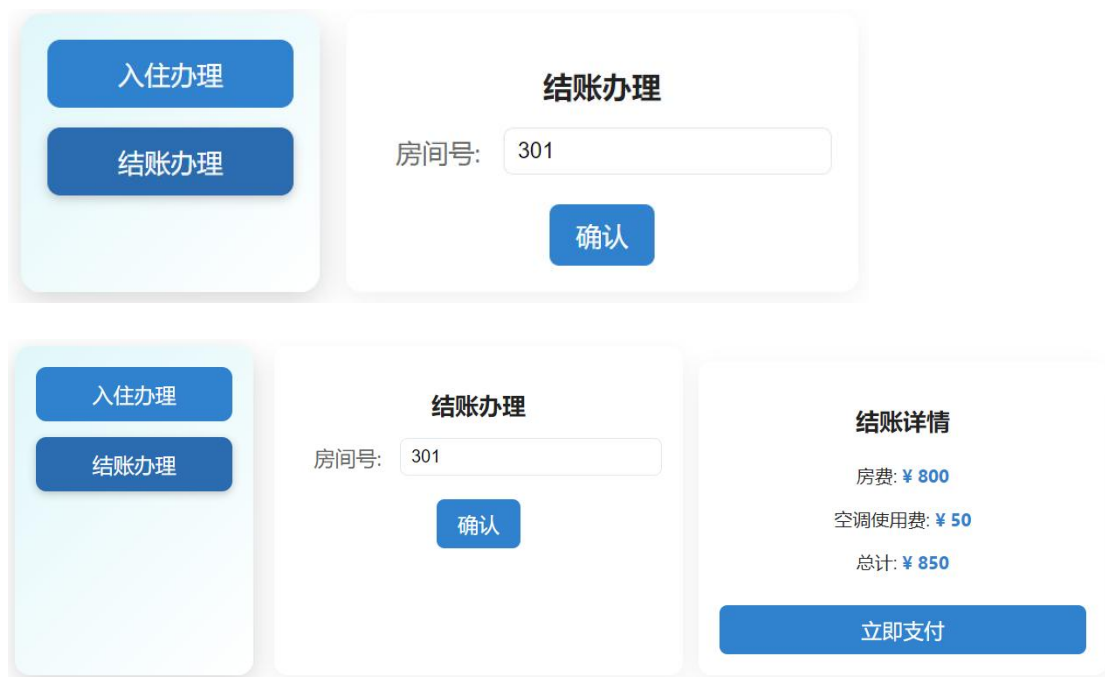 入住办理
结账办理
结账办理
房间号: 301
确认
入住办理
结账办理
结账办理
房间号: 301
确认
结账详情
房费: ¥ 800
空调使用费: ¥ 50
总计: ¥ 850
立即支付